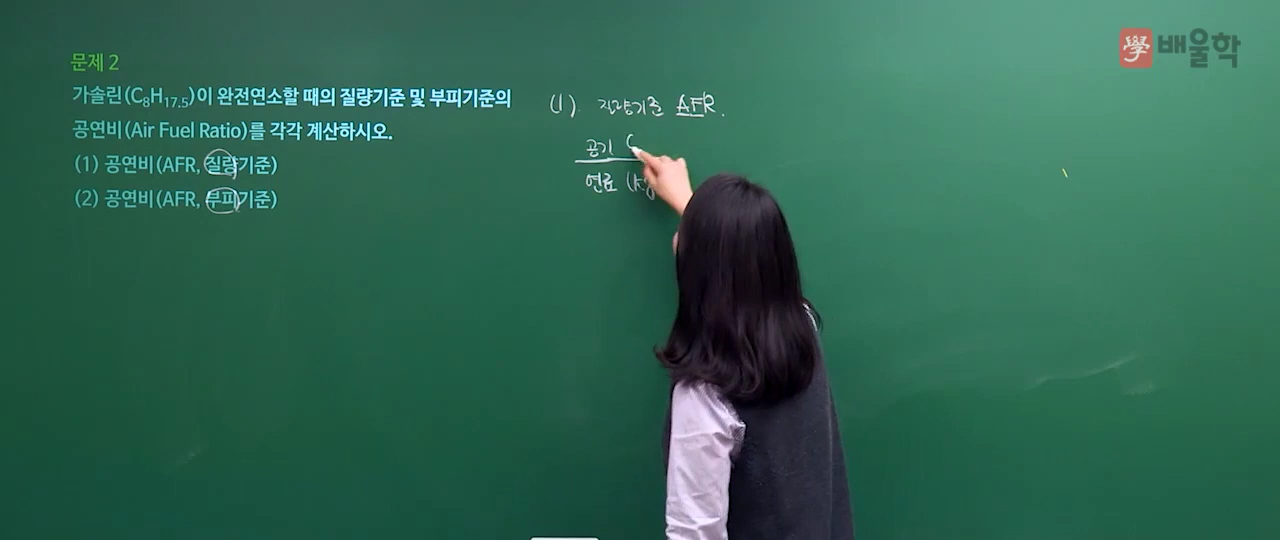 문제 2
가솔린(C₈H₁₇.₅)이 완전연소할 때의 질량기준 및 부피기준의
공연비(Air Fuel Ratio)를 각각 계산하시오.
(1) 공연비(AFR, 질량기준)
(2) 공연비(AFR, 부피기준)
(1). 질량기준 AFR.
공기 (
연료 (kg
學 배울학